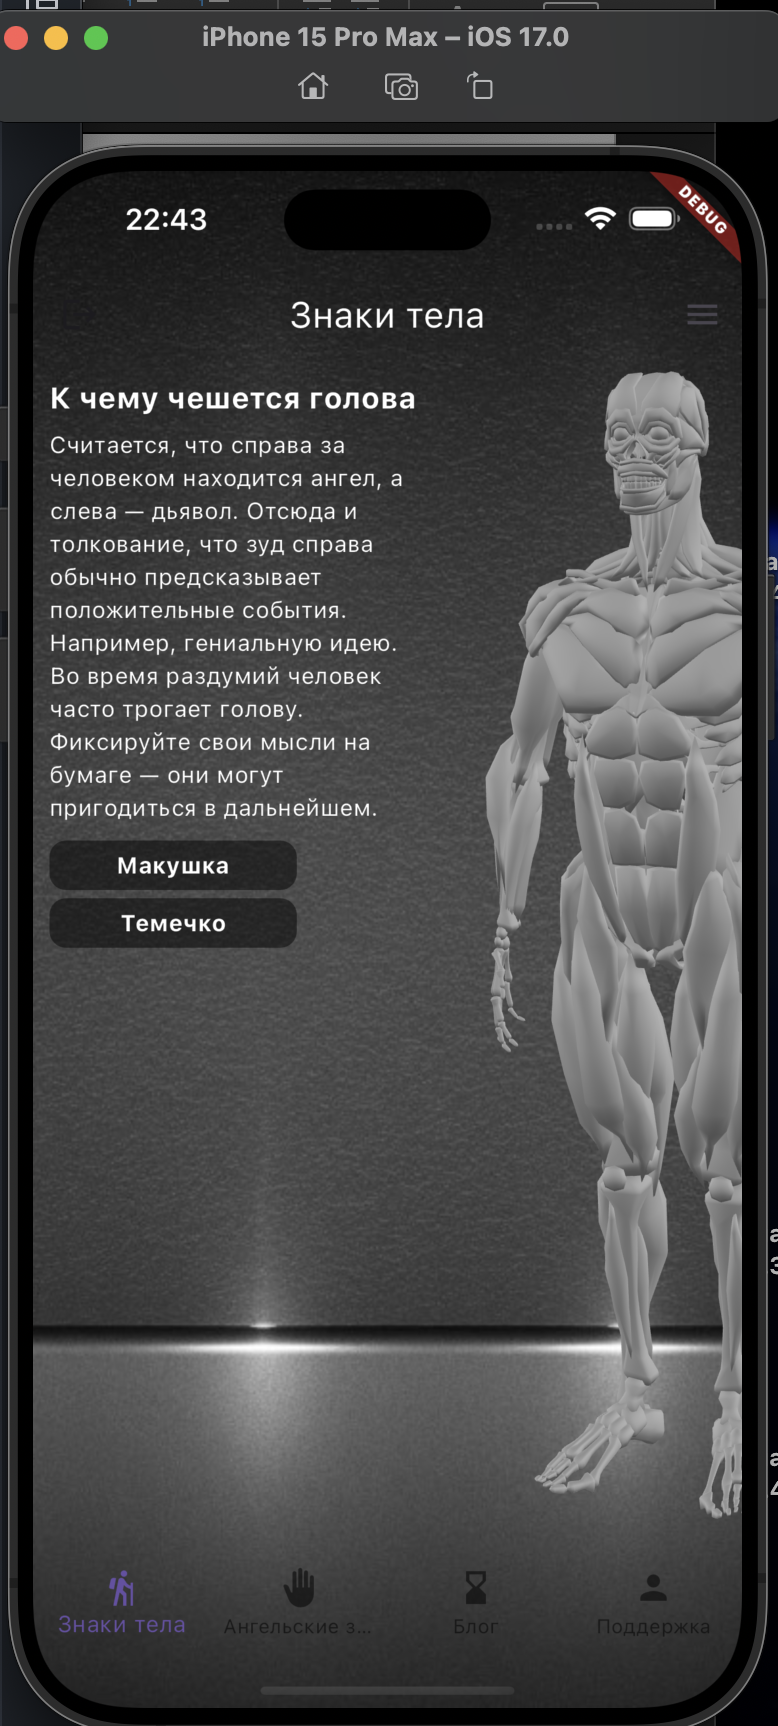 iPhone 15 Pro Max – iOS 17.0
22:43
DEBUG
Знаки тела
К чему чешется голова
Считается, что справа за
человеком находится ангел, а
слева — дьявол. Отсюда и
толкование, что зуд справа
обычно предсказывает
положительные события.
Например, гениальную идею.
Во время раздумий человек
часто трогает голову.
Фиксируйте свои мысли на
бумаге — они могут
пригодиться в дальнейшем.
Макушка
Темечко
Знаки тела
Ангельские з...
Блог
Поддержка